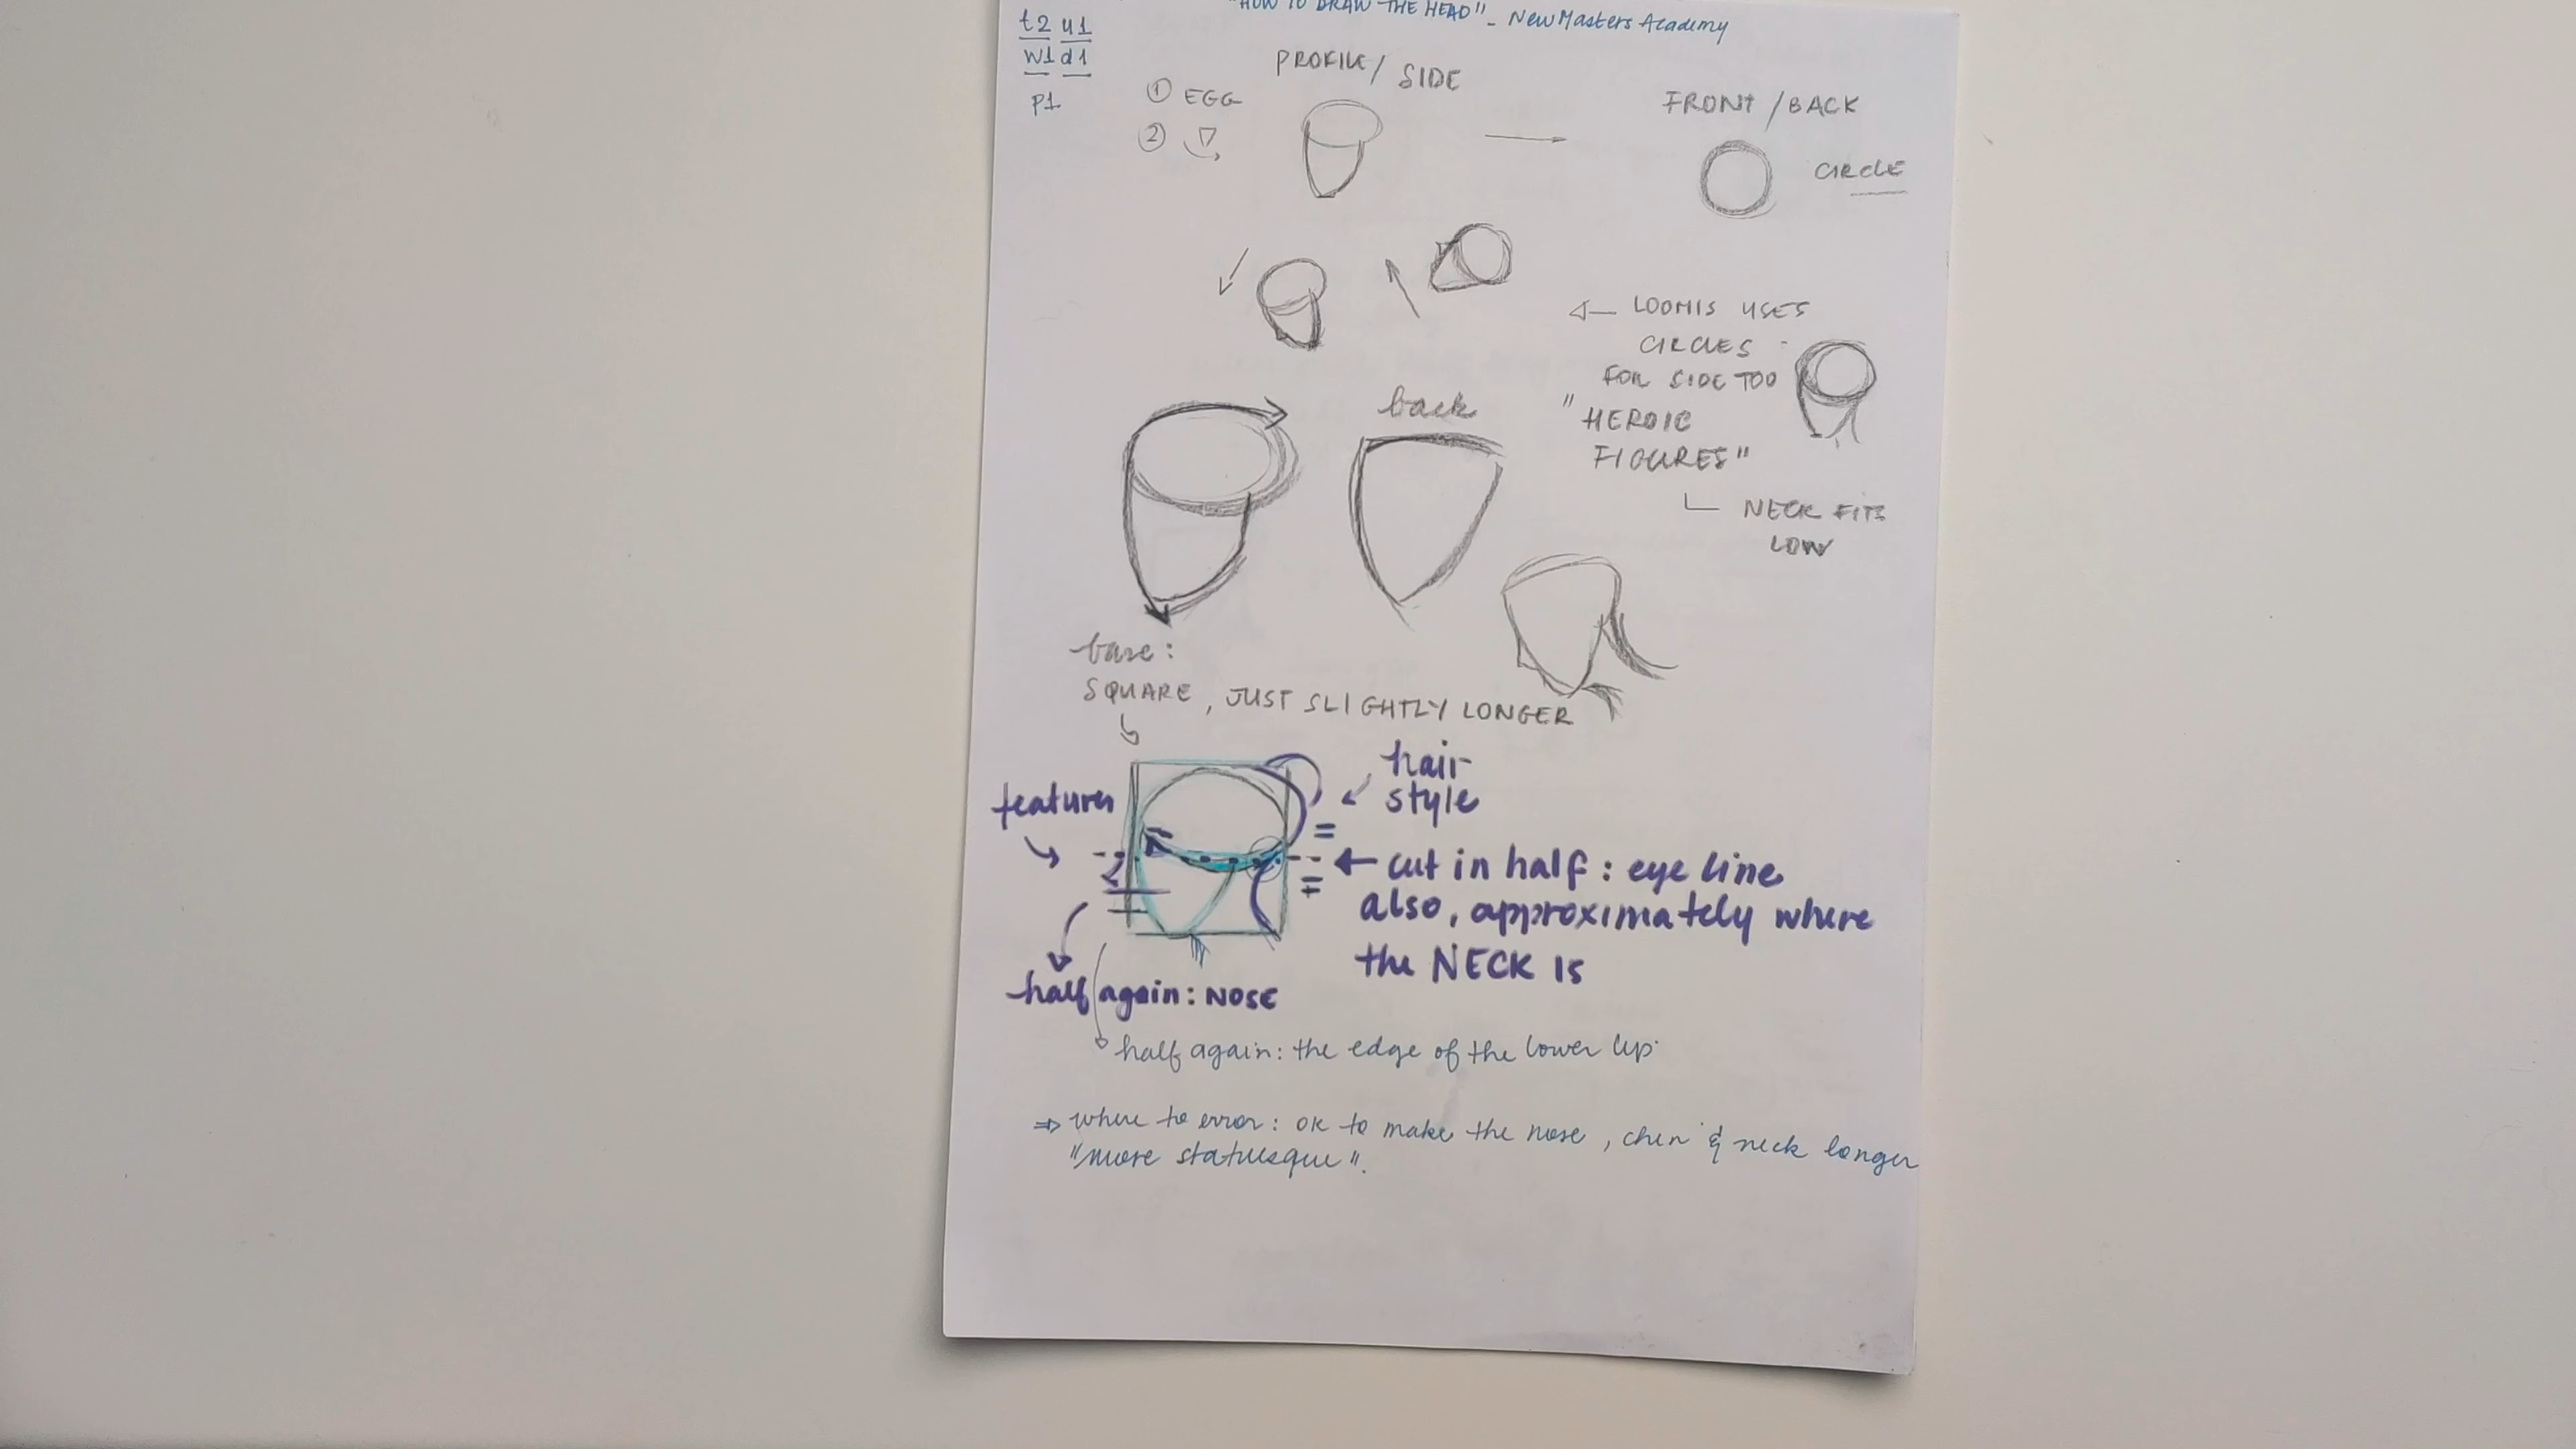 "HOW TO DRAW THE HEAD" - New Masters Academy
t2 u1
w1 d1
p1
PROFILE / SIDE
① EGG
②
FRONT / BACK
CIRCLE
LOOMIS USES
CIRCLES
FOR SIDE TOO
"HEROIC
FIGURES"
NECK FITS
LOW
back
base:
SQUARE, JUST SLIGHTLY LONGER
features
hair
style
=
=
cut in half: eye line
also, approximately where
the NECK IS
half again: NOSE
half again: the edge of the lower lip.
⇒ where to error: OK to make the nose, chin & neck longer
"more statuesque".